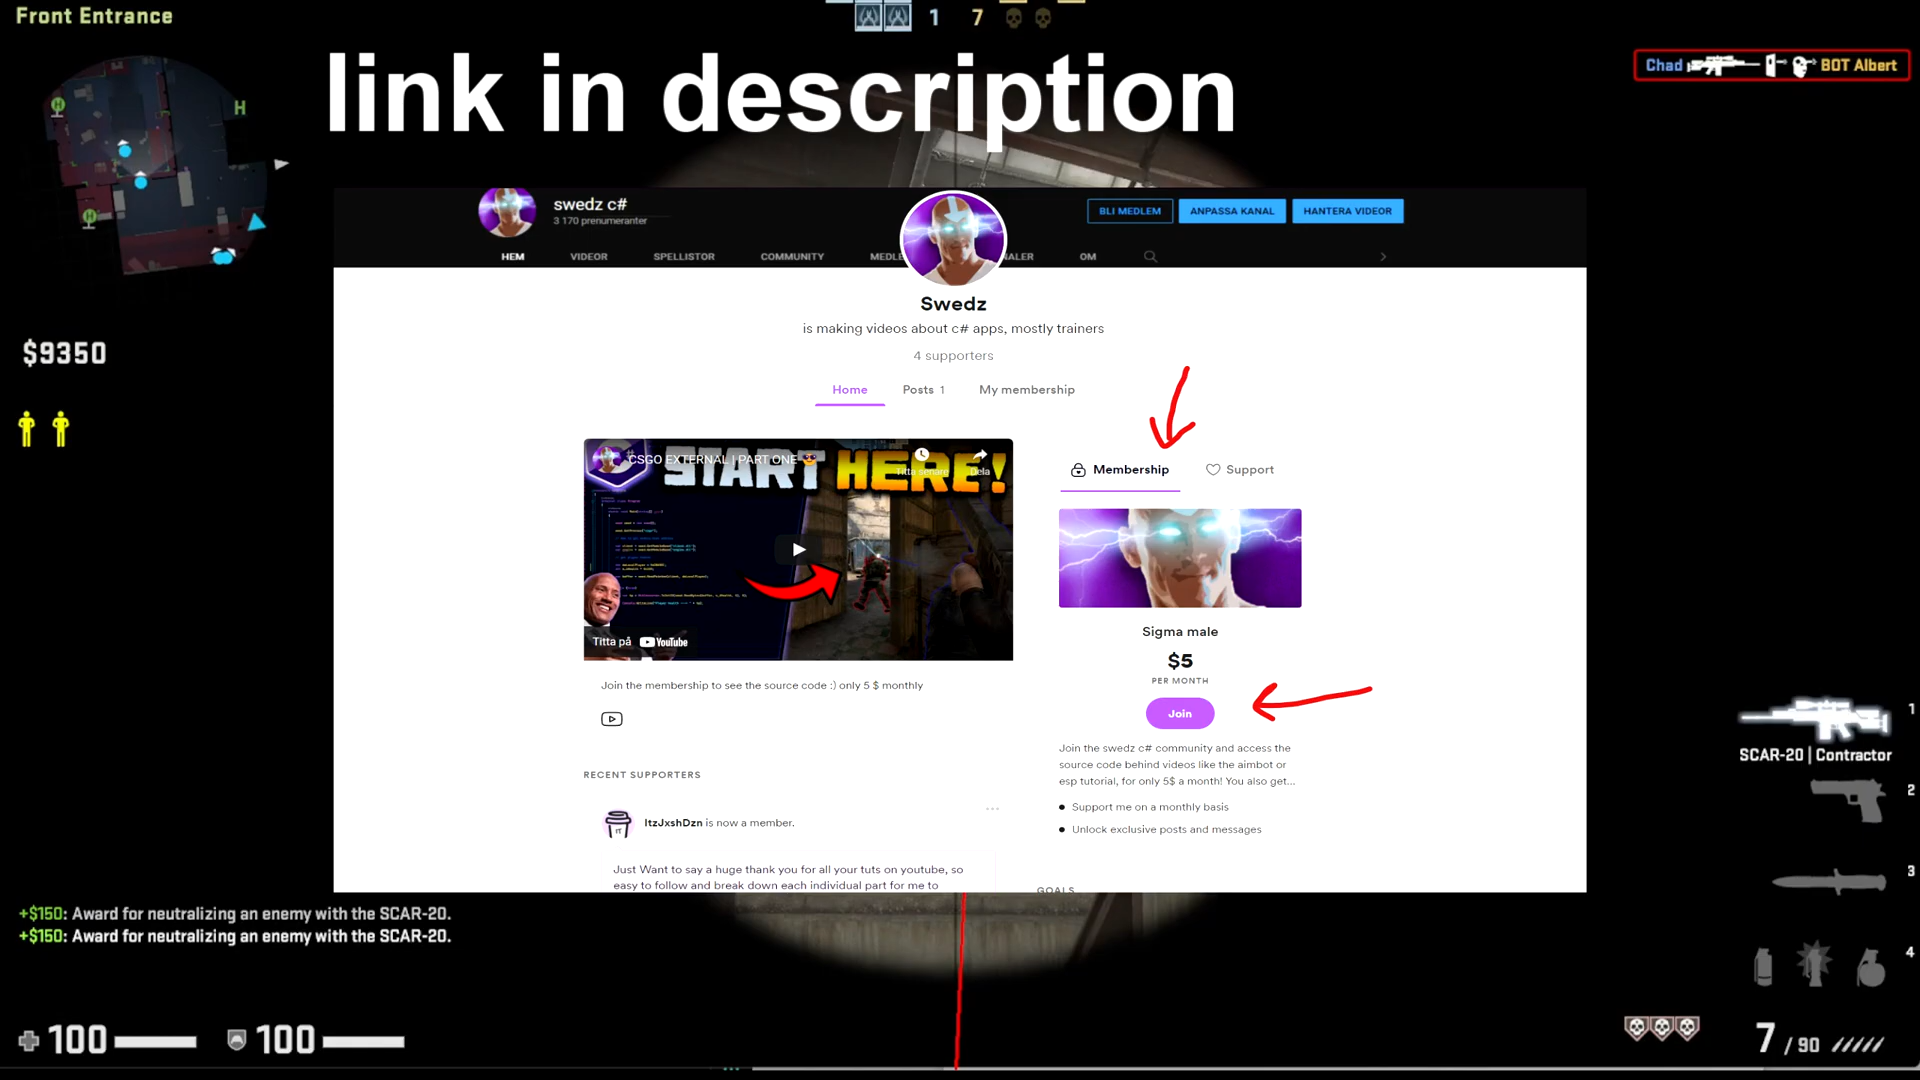 Front Entrance
1 7
link in description
Chad BOT Albert
H
H
H
swedz c#
3 170 prenumeranter
BLI MEDLEM ANPASSA KANAL HANTERA VIDEOR
HEM VIDEOR SPELLISTOR COMMUNITY MEDLE NALER OM
Swedz
is making videos about c# apps, mostly trainers
4 supporters
$9350
Home Posts 1 My membership
CSGO EXTERNAL | PART ONE
START HERE!
Titta senare Dela
Membership Support
Titta på YouTube
Sigma male
$5
PER MONTH
Join
Join the membership to see the source code :) only 5 $ monthly
Join the swedz c# community and access the
source code behind videos like the aimbot or
esp tutorial, for only 5$ a month! You also get...
• Support me on a monthly basis
• Unlock exclusive posts and messages
RECENT SUPPORTERS
ItzJxshDzn is now a member.
Just Want to say a huge thank you for all your tuts on youtube, so
easy to follow and break down each individual part for me to
GOALS
1
SCAR-20 | Contractor
2
3
4
+$150: Award for neutralizing an enemy with the SCAR-20.
+$150: Award for neutralizing an enemy with the SCAR-20.
100 100
7 / 90